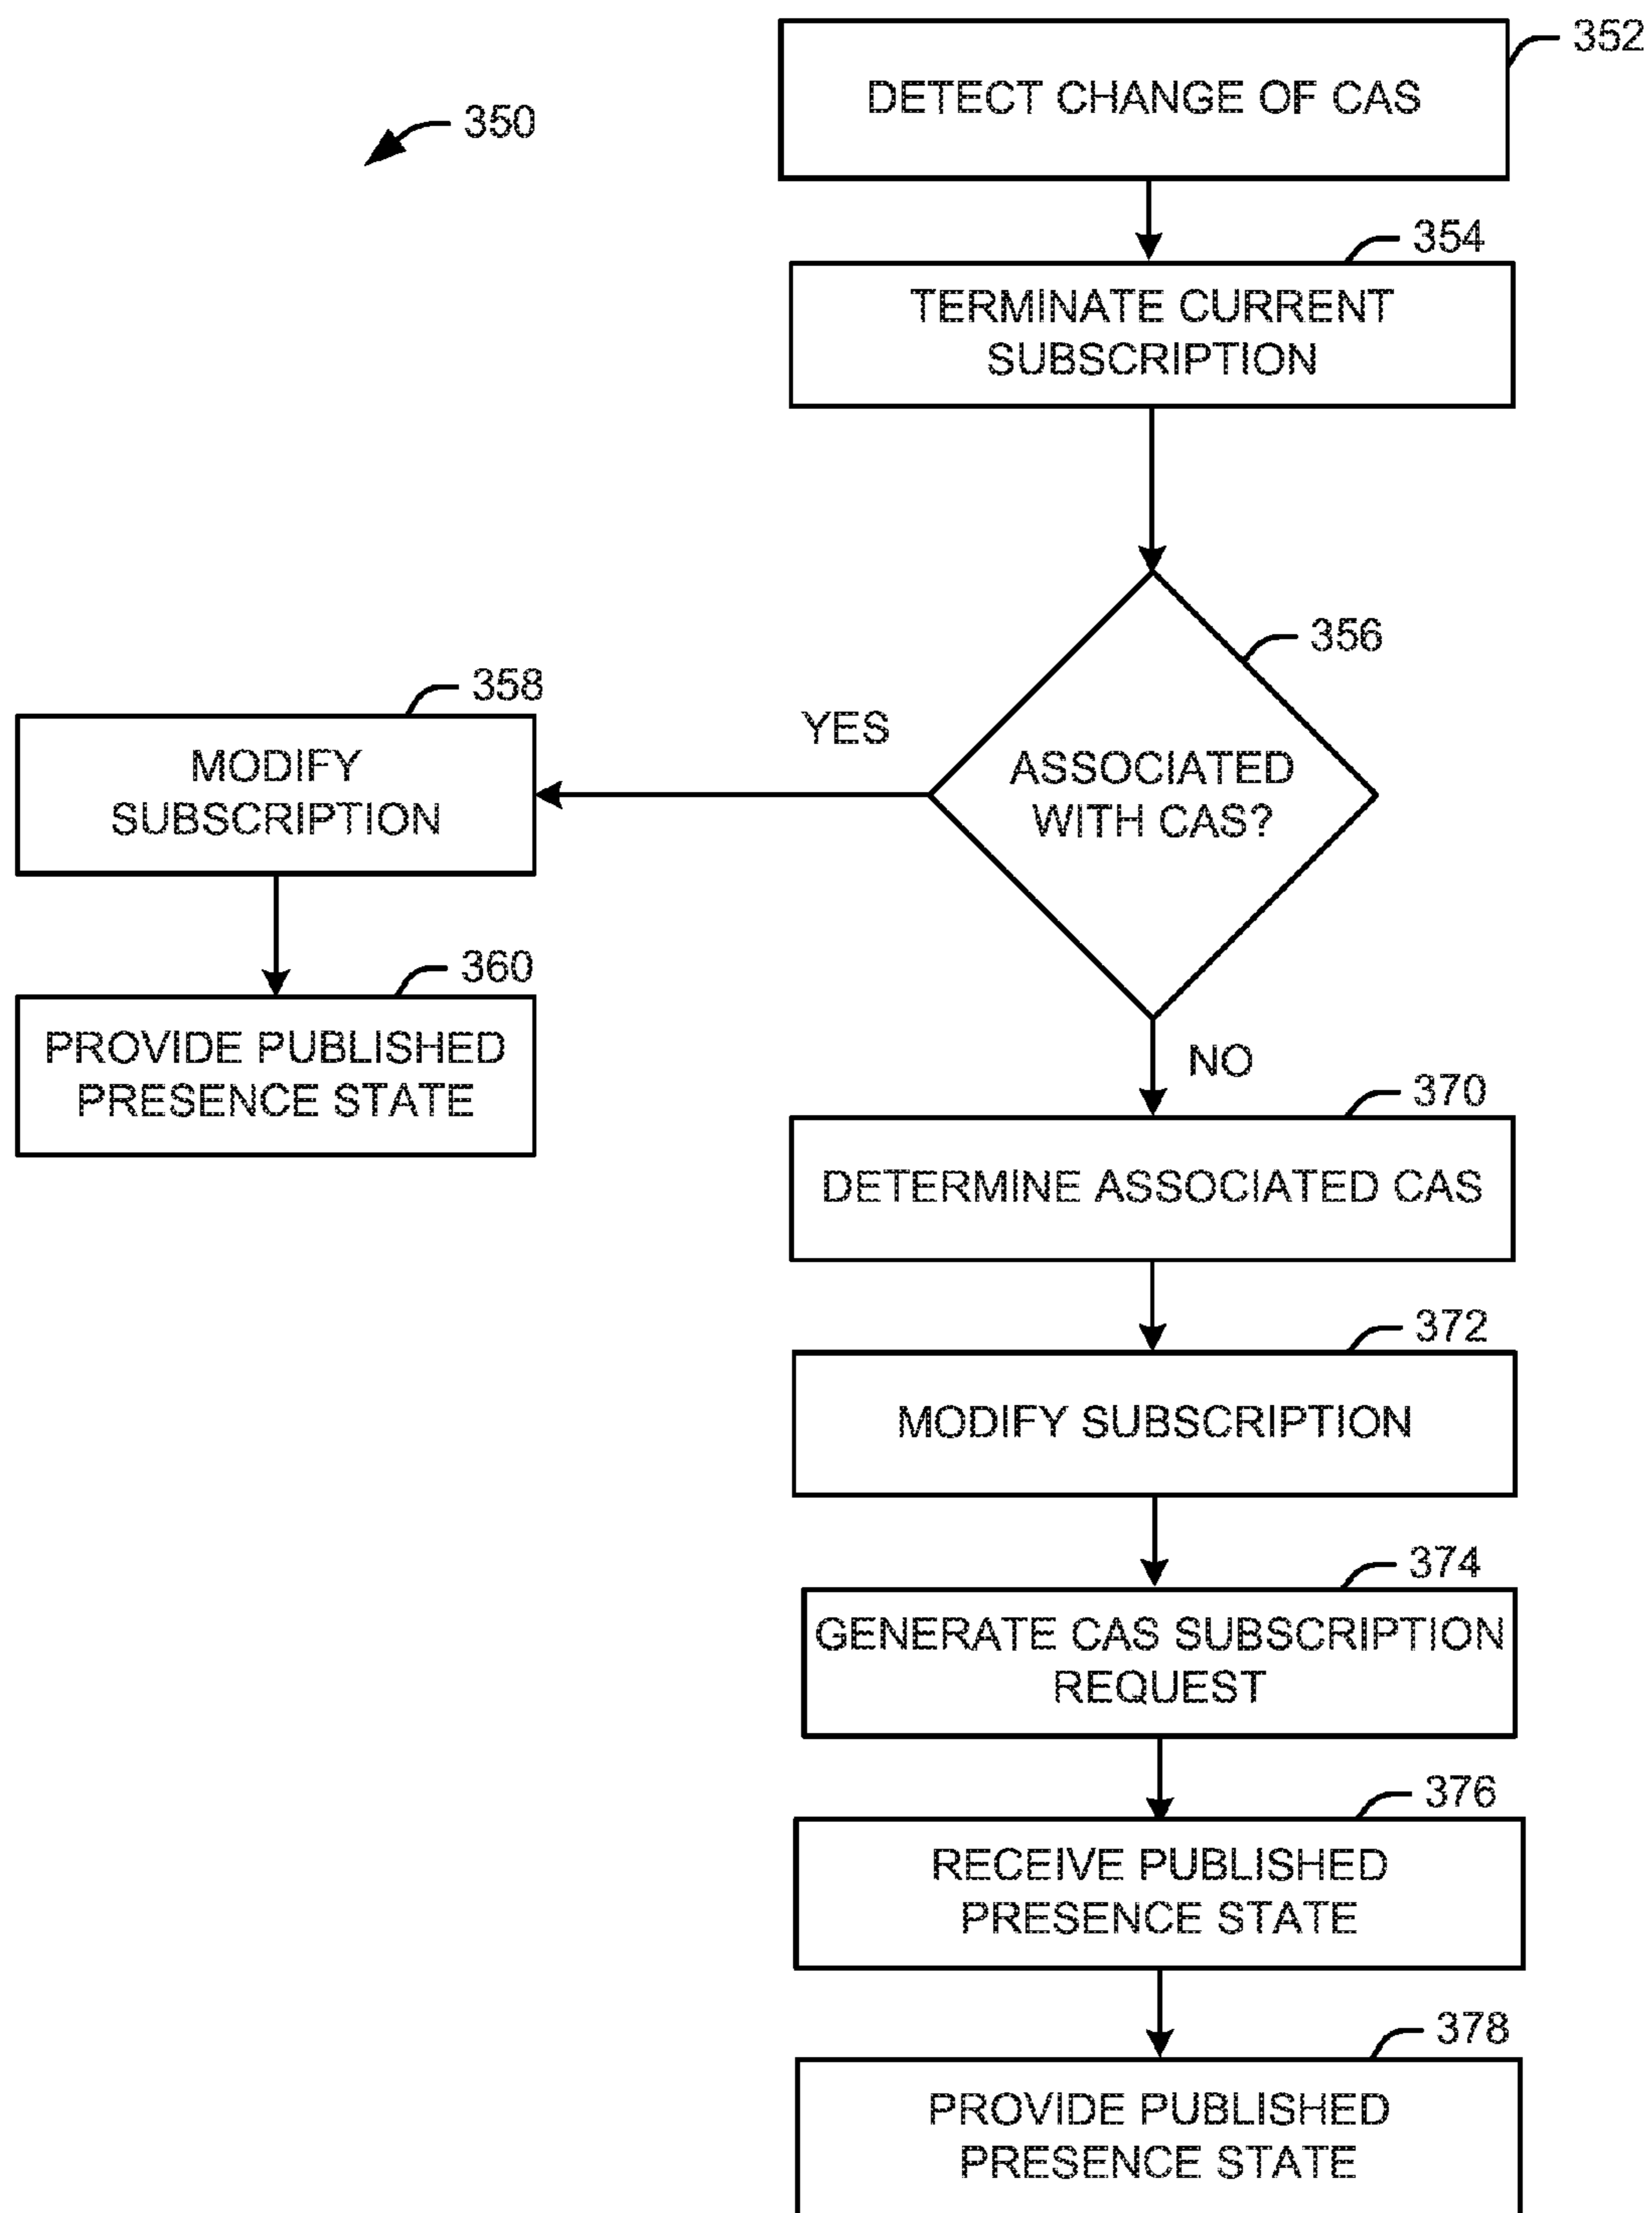 352
DETECT CHANGE OF CAS
350
354
TERMINATE CURRENT
SUBSCRIPTION
356
ASSOCIATED
WITH CAS?
YES
358
MODIFY
SUBSCRIPTION
360
PROVIDE PUBLISHED
PRESENCE STATE
NO
370
DETERMINE ASSOCIATED CAS
372
MODIFY SUBSCRIPTION
374
GENERATE CAS SUBSCRIPTION
REQUEST
376
RECEIVE PUBLISHED
PRESENCE STATE
378
PROVIDE PUBLISHED
PRESENCE STATE